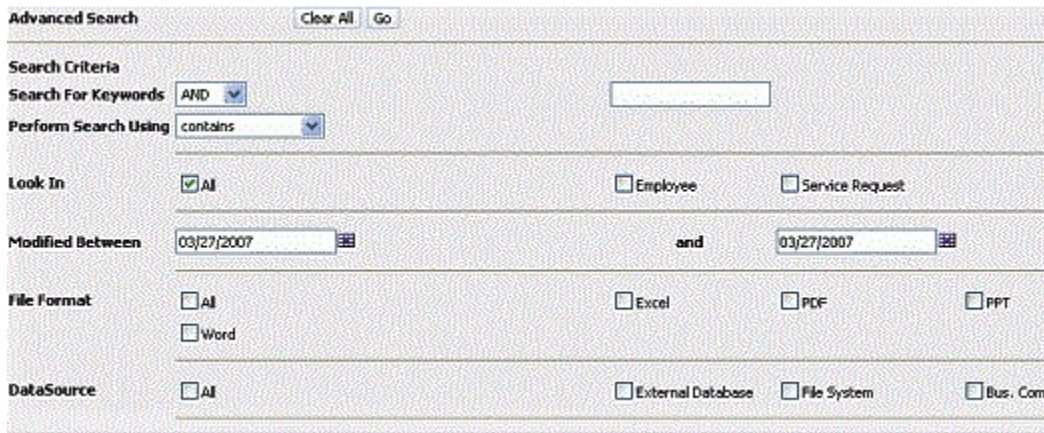 Advanced Search Clear All Go
Search Criteria
Search For Keywords AND
Perform Search Using contains
Look In All Employee Service Request
Modified Between 03/27/2007 and 03/27/2007
File Format All Excel PDF PPT
Word
DataSource All External Database File System Bus. Com